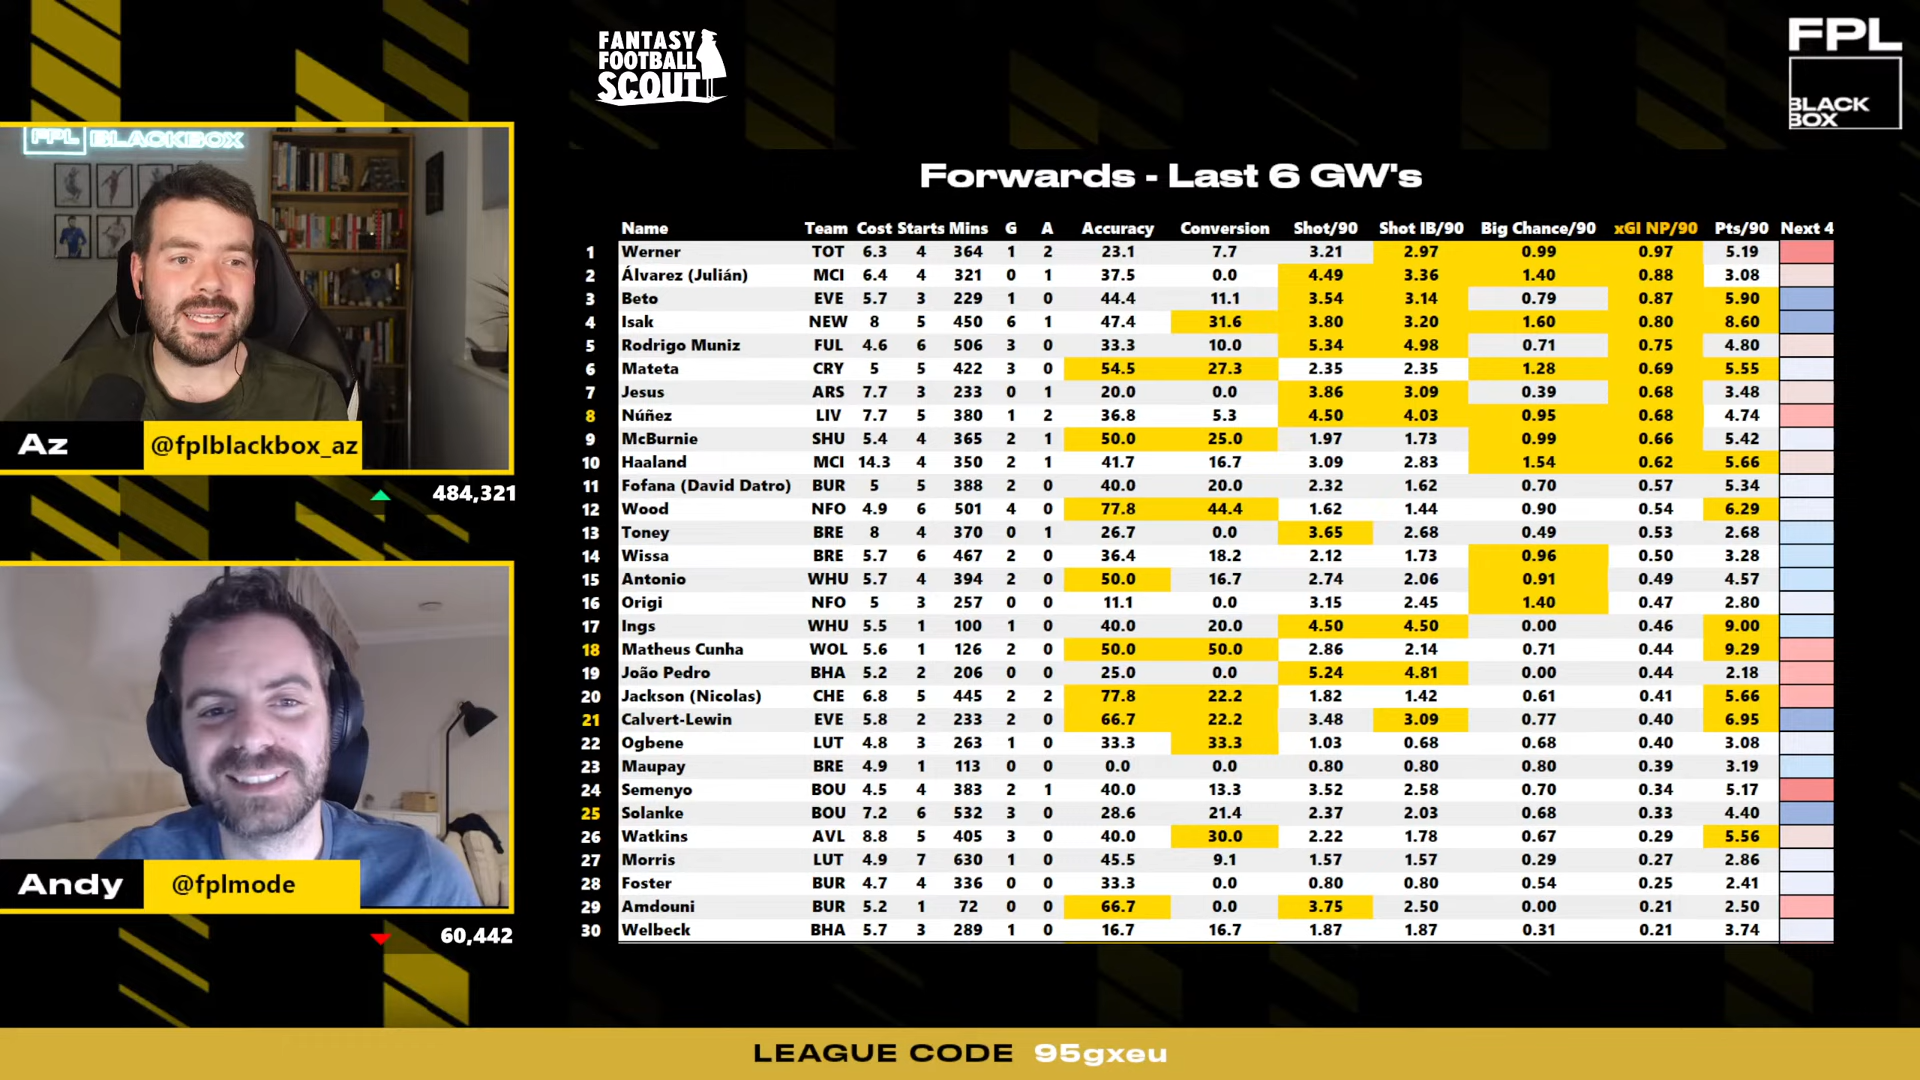 FANTASY
FOOTBALL
SCOUT
FPL
BLACK
BOX
FPL BLACKBOX
Az @fplblackbox_az
484,321
Andy @fplmode
60,442
Forwards - Last 6 GW's
Name Team Cost Starts Mins G A Accuracy Conversion Shot/90 Shot IB/90 Big Chance/90 xGI NP/90 Pts/90 Next 4
1 Werner TOT 6.3 4 364 1 2 23.1 7.7 3.21 2.97 0.99 0.97 5.19
2 Álvarez (Julián) MCI 6.4 4 321 0 1 37.5 0.0 4.49 3.36 1.40 0.88 3.08
3 Beto EVE 5.7 3 229 1 0 44.4 11.1 3.54 3.14 0.79 0.87 5.90
4 Isak NEW 8 5 450 6 1 47.4 31.6 3.80 3.20 1.60 0.80 8.60
5 Rodrigo Muniz FUL 4.6 6 506 3 0 33.3 10.0 5.34 4.98 0.71 0.75 4.80
6 Mateta CRY 5 5 422 3 0 54.5 27.3 2.35 2.35 1.28 0.69 5.55
7 Jesus ARS 7.7 3 233 0 1 20.0 0.0 3.86 3.09 0.39 0.68 3.48
8 Núñez LIV 7.7 5 380 1 2 36.8 5.3 4.50 4.03 0.95 0.68 4.74
9 McBurnie SHU 5.4 4 365 2 1 50.0 25.0 1.97 1.73 0.99 0.66 5.42
10 Haaland MCI 14.3 4 350 2 1 41.7 16.7 3.09 2.83 1.54 0.62 5.66
11 Fofana (David Datro) BUR 5 5 388 2 0 40.0 20.0 2.32 1.62 0.70 0.57 5.34
12 Wood NFO 4.9 6 501 4 0 77.8 44.4 1.62 1.44 0.90 0.54 6.29
13 Toney BRE 8 4 370 0 1 26.7 0.0 3.65 2.68 0.49 0.53 2.68
14 Wissa BRE 5.7 6 467 2 0 36.4 18.2 2.12 1.73 0.96 0.50 3.28
15 Antonio WHU 5.7 4 394 2 0 50.0 16.7 2.74 2.06 0.91 0.49 4.57
16 Origi NFO 5 3 257 0 0 11.1 0.0 3.15 2.45 1.40 0.47 2.80
17 Ings WHU 5.5 1 100 1 0 40.0 20.0 4.50 4.50 0.00 0.46 9.00
18 Matheus Cunha WOL 5.6 1 126 2 0 50.0 50.0 2.86 2.14 0.71 0.44 9.29
19 João Pedro BHA 5.2 2 206 0 0 25.0 0.0 5.24 4.81 0.00 0.44 2.18
20 Jackson (Nicolas) CHE 6.8 5 445 2 2 77.8 22.2 1.82 1.42 0.61 0.41 5.66
21 Calvert-Lewin EVE 5.8 2 233 2 0 66.7 22.2 3.48 3.09 0.77 0.40 6.95
22 Ogbene LUT 4.8 3 263 1 0 33.3 33.3 1.03 0.68 0.68 0.40 3.08
23 Maupay BRE 4.9 1 113 0 0 0.0 0.0 0.80 0.80 0.80 0.39 3.19
24 Semenyo BOU 4.5 4 383 2 1 40.0 13.3 3.52 2.58 0.70 0.34 5.17
25 Solanke BOU 7.2 6 532 3 0 28.6 21.4 2.37 2.03 0.68 0.33 4.40
26 Watkins AVL 8.8 5 405 3 0 40.0 30.0 2.22 1.78 0.67 0.29 5.56
27 Morris LUT 4.9 7 630 1 0 45.5 9.1 1.57 1.57 0.29 0.27 2.86
28 Foster BUR 4.7 4 336 0 0 33.3 0.0 0.80 0.80 0.54 0.25 2.41
29 Amdouni BUR 5.2 1 72 0 0 66.7 0.0 3.75 2.50 0.00 0.21 2.50
30 Welbeck BHA 5.7 3 289 1 0 16.7 16.7 1.87 1.87 0.31 0.21 3.74
LEAGUE CODE 95gxeu